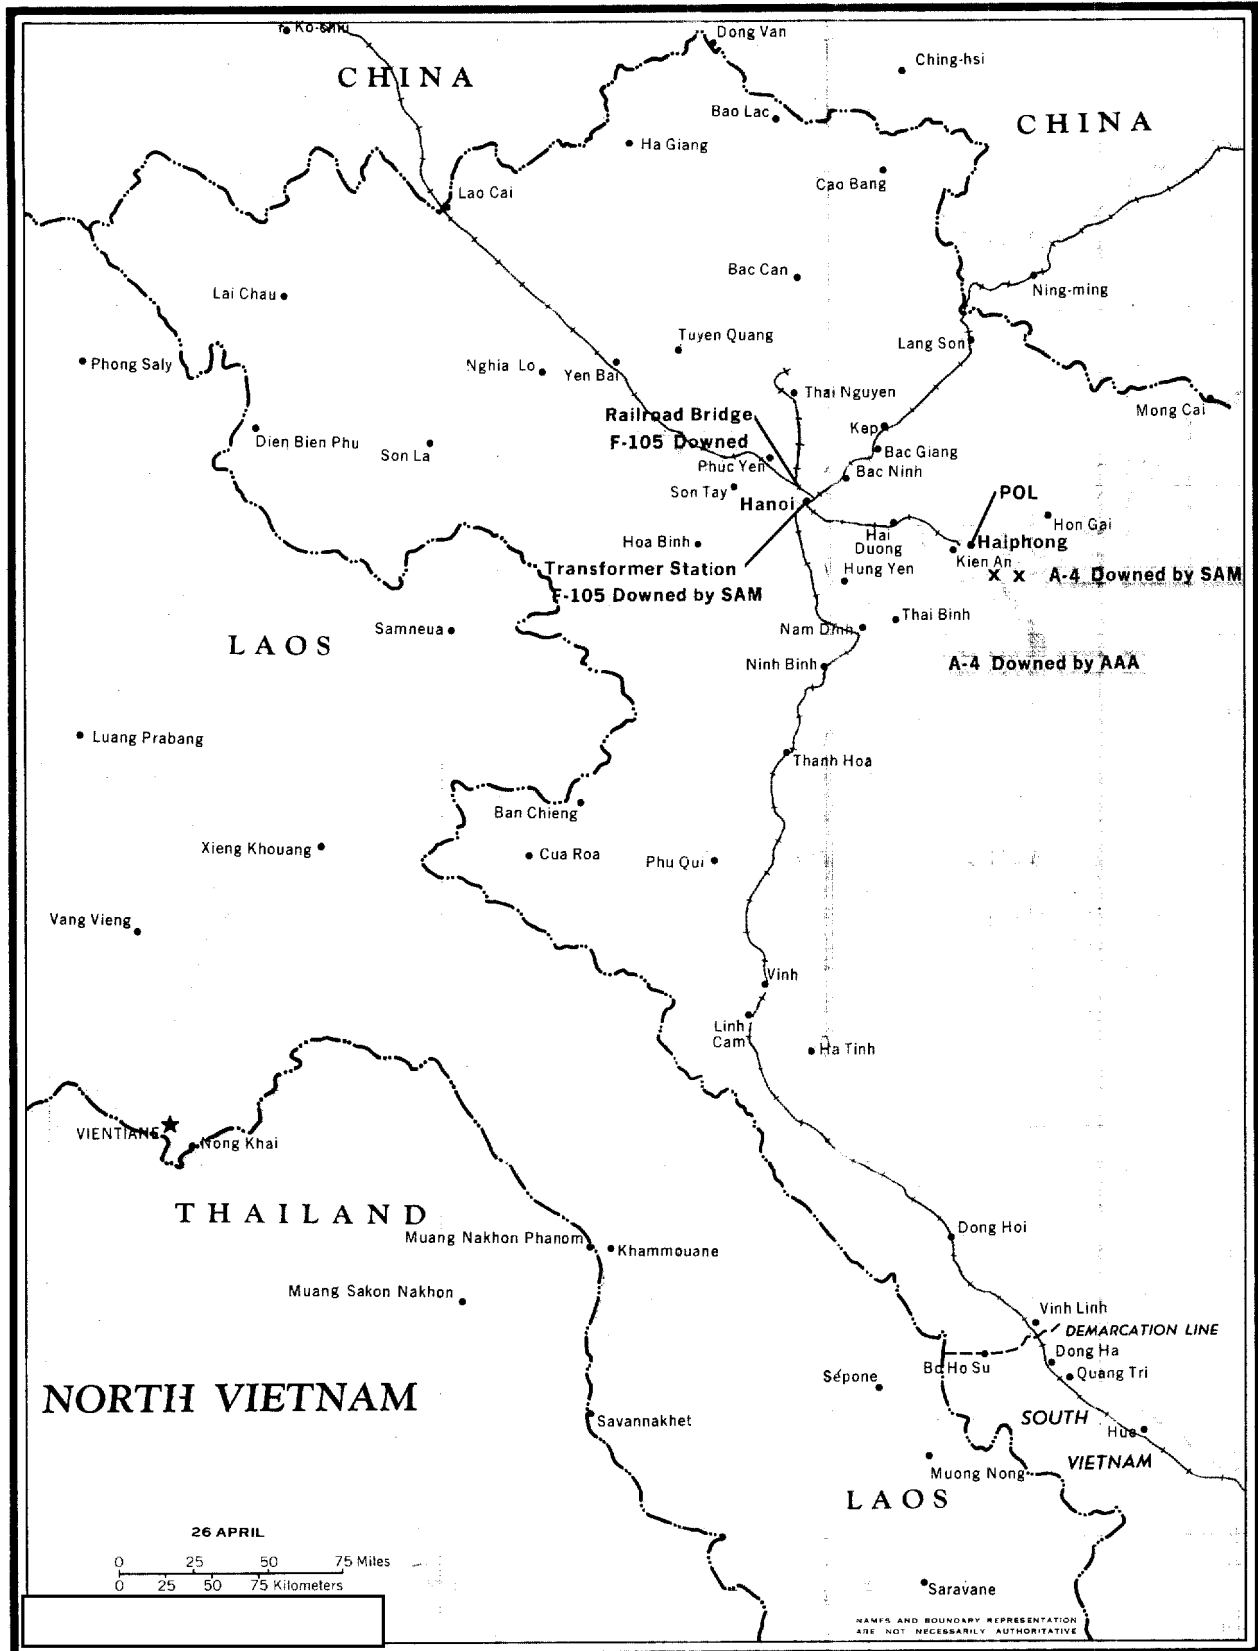 Dong Van
Ching-hsi
CHINA
Bao Lac
CHINA
Ha Giang
Cao Bang
Lao Cai
Bac Can
Ning-ming
Lai Chau
Tuyen Quang
Lang Son
Phong Saly
Nghia Lo
Yen Bai
Thai Nguyen
Mong Cai
Railroad Bridge
F-105 Downed
Kep
Dien Bien Phu
Son La
Bac Giang
Phuc Yen
Bac Ninh
Son Tay
POL
Hanoi
Hon Gai
Hai
Duong
Haiphong
Hoa Binh
Kien An
Transformer Station
F-105 Downed by SAM
Hung Yen
X X A-4 Downed by SAM
Thai Binh
Samneua
Nam Dinh
LAOS
Ninh Binh
A-4 Downed by AAA
Luang Prabang
Thanh Hoa
Ban Chieng
Xieng Khouang
Cua Roa
Phu Qui
Vang Vieng
Vinh
Linh
Cam
Ha Tinh
VIENTIANE
Nong Khai
THAILAND
Dong Hoi
Muang Nakhon Phanom
Khammouane
Muang Sakon Nakhon
Vinh Linh
DEMARCATION LINE
Dong Ha
Bo Ho Su
Quang Tri
Sépone
NORTH VIETNAM
Savannakhet
SOUTH
VIETNAM
Hue
Muong Nong
LAOS
26 APRIL
0 25 50 75 Miles
0 25 50 75 Kilometers
Saravane
NAMES AND BOUNDARY REPRESENTATION
ARE NOT NECESSARILY AUTHORITATIVE